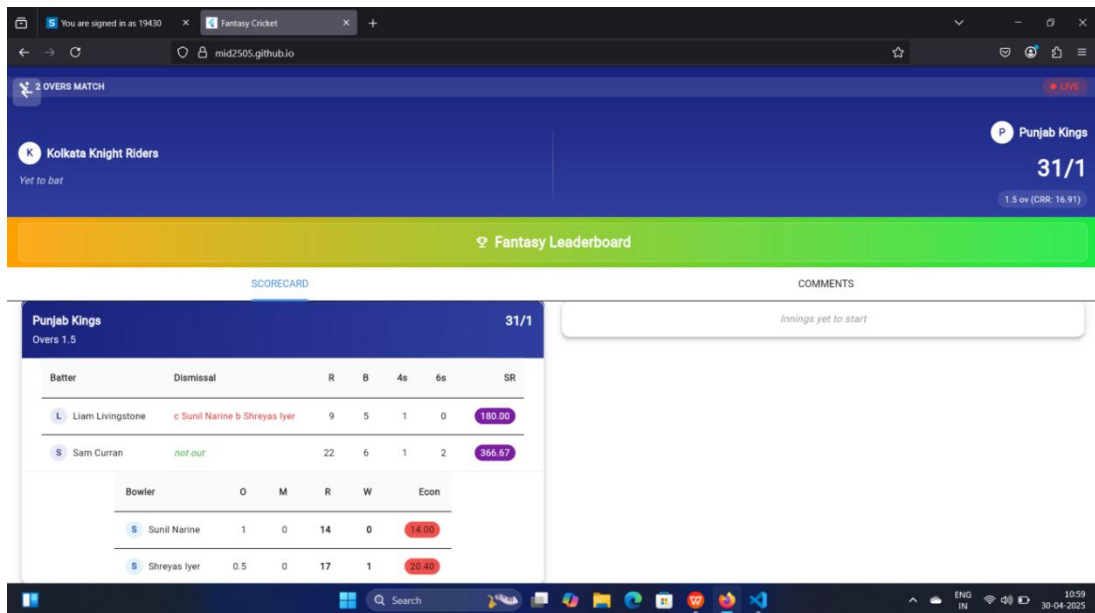 S You are signed in as 19430
Fantasy Cricket
mid2505.github.io
2 OVERS MATCH
LIVE
K Kolkata Knight Riders
Yet to bat
P Punjab Kings
31/1
1.5 ov (CRR: 16.91)
Fantasy Leaderboard
SCORECARD COMMENTS
Punjab Kings 31/1
Overs 1.5
Innings yet to start
Batter Dismissal R B 4s 6s SR
L Liam Livingstone c Sunil Narine b Shreyas Iyer 9 5 1 0 180.00
S Sam Curran not out 22 6 1 2 366.67
Bowler O M R W Econ
S Sunil Narine 1 0 14 0 14.00
S Shreyas Iyer 0.5 0 17 1 20.40
Search
ENG
IN
10:59
30-04-2025